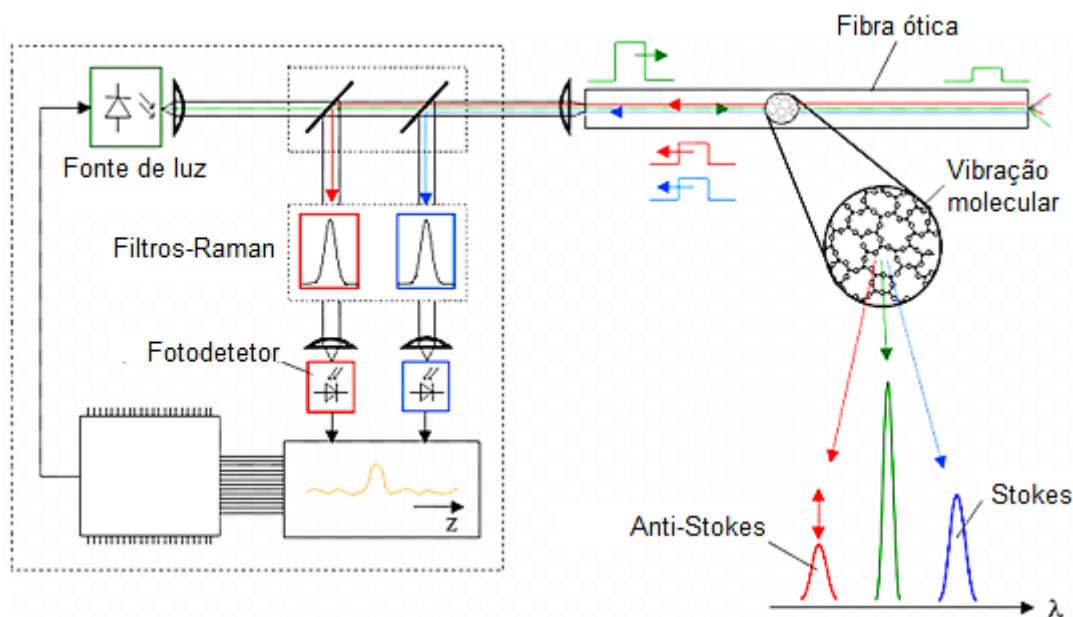 Fibra ótica
Fonte de luz
Vibração
molecular
Filtros-Raman
Fotodetetor
z
Stokes
Anti-Stokes
λ